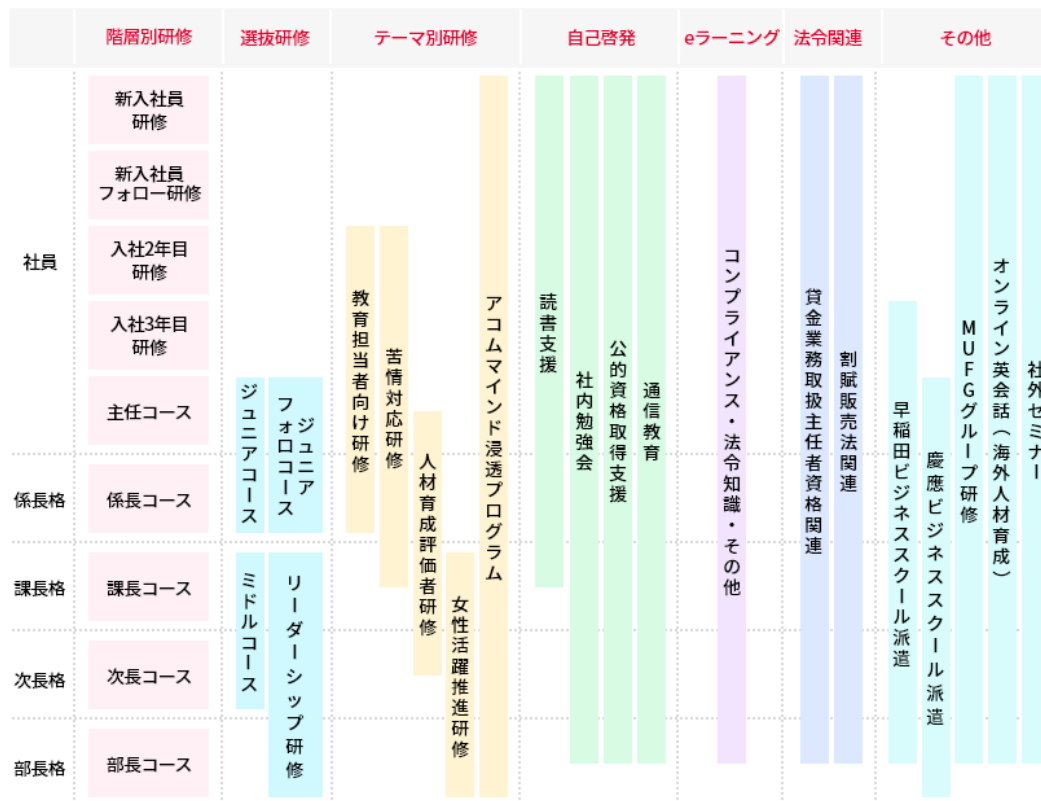 階層別研修
選抜研修
テーマ別研修
自己啓発
eラーニング
法令関連
その他
社員
係長格
課長格
次長格
部長格
新入社員
研修
新入社員
フォロー研修
入社2年目
研修
入社3年目
研修
主任コース
係長コース
課長コース
次長コース
部長コース
ジュニアコース
ジュニア
フォロコース
ミドルコース
リーダーシップ研修
教育担当者向け研修
苦情対応研修
人材育成評価者研修
女性活躍推進研修
アコムマインド浸透プログラム
読書支援
社内勉強会
公的資格取得支援
通信教育
コンプライアンス・法令知識・その他
貸金業務取扱主任者資格関連
割賦販売法関連
早稲田ビジネススクール派遣
慶應ビジネススクール派遣
MUFGグループ研修
オンライン英会話（海外人材育成）
社外セミナー